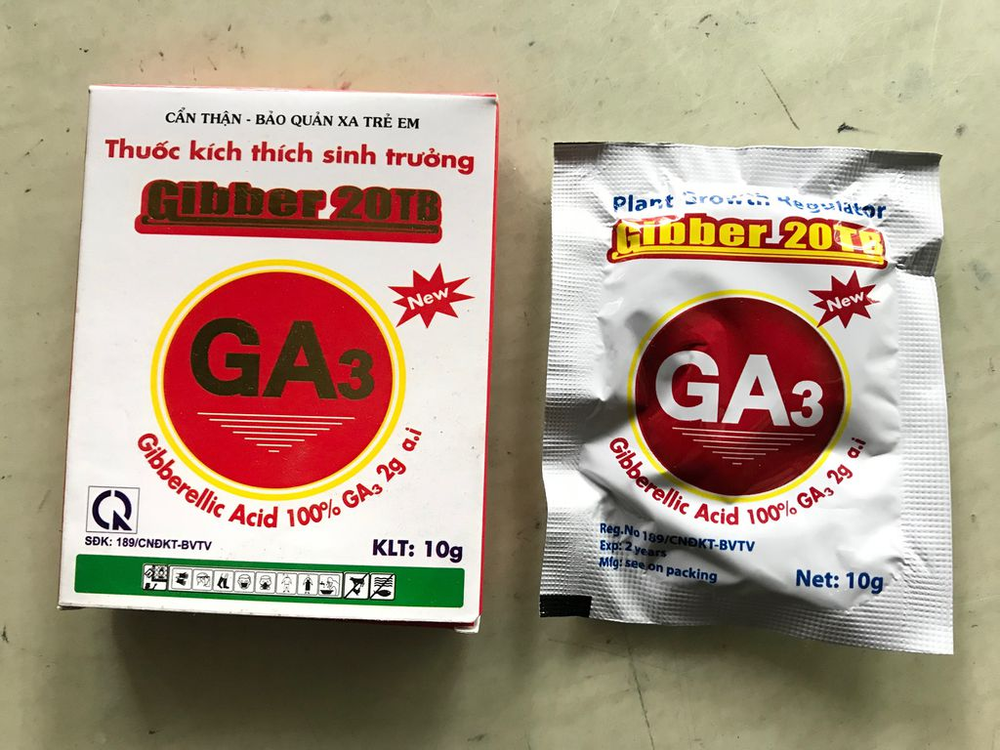 CẨN THẬN - BẢO QUẢN XA TRẺ EM
Thuốc kích thích sinh trưởng
Gibber 20TB
New
GA3
Gibberellic Acid 100% GA3 2g a.i
SĐK: 189/CNĐKT-BVTV
KLT: 10g
Plant Growth Regulator
Gibber 20TB
New
GA3
Gibberellic Acid 100% GA3 2g a.i
Reg.No 189/CNĐKT-BVTV
Exp: 2 years
Mfg: see on packing
Net: 10g